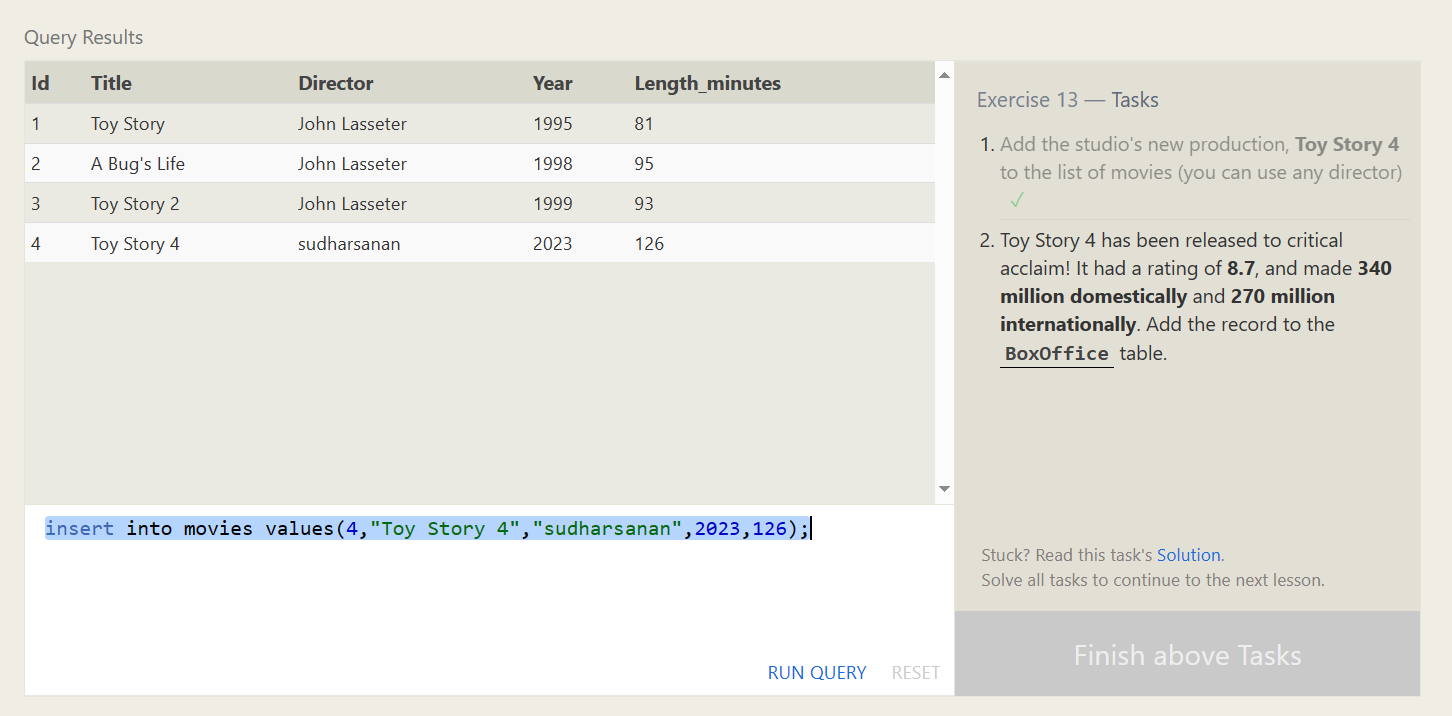 Query Results
Id Title Director Year Length_minutes
1 Toy Story John Lasseter 1995 81
2 A Bug's Life John Lasseter 1998 95
3 Toy Story 2 John Lasseter 1999 93
4 Toy Story 4 sudharsanan 2023 126
insert into movies values(4,"Toy Story 4","sudharsanan",2023,126);
RUN QUERY RESET
Exercise 13 — Tasks
1. Add the studio's new production, Toy Story 4
to the list of movies (you can use any director)
✓
2. Toy Story 4 has been released to critical
acclaim! It had a rating of 8.7, and made 340
million domestically and 270 million
internationally. Add the record to the
BoxOffice table.
Stuck? Read this task's Solution.
Solve all tasks to continue to the next lesson.
Finish above Tasks